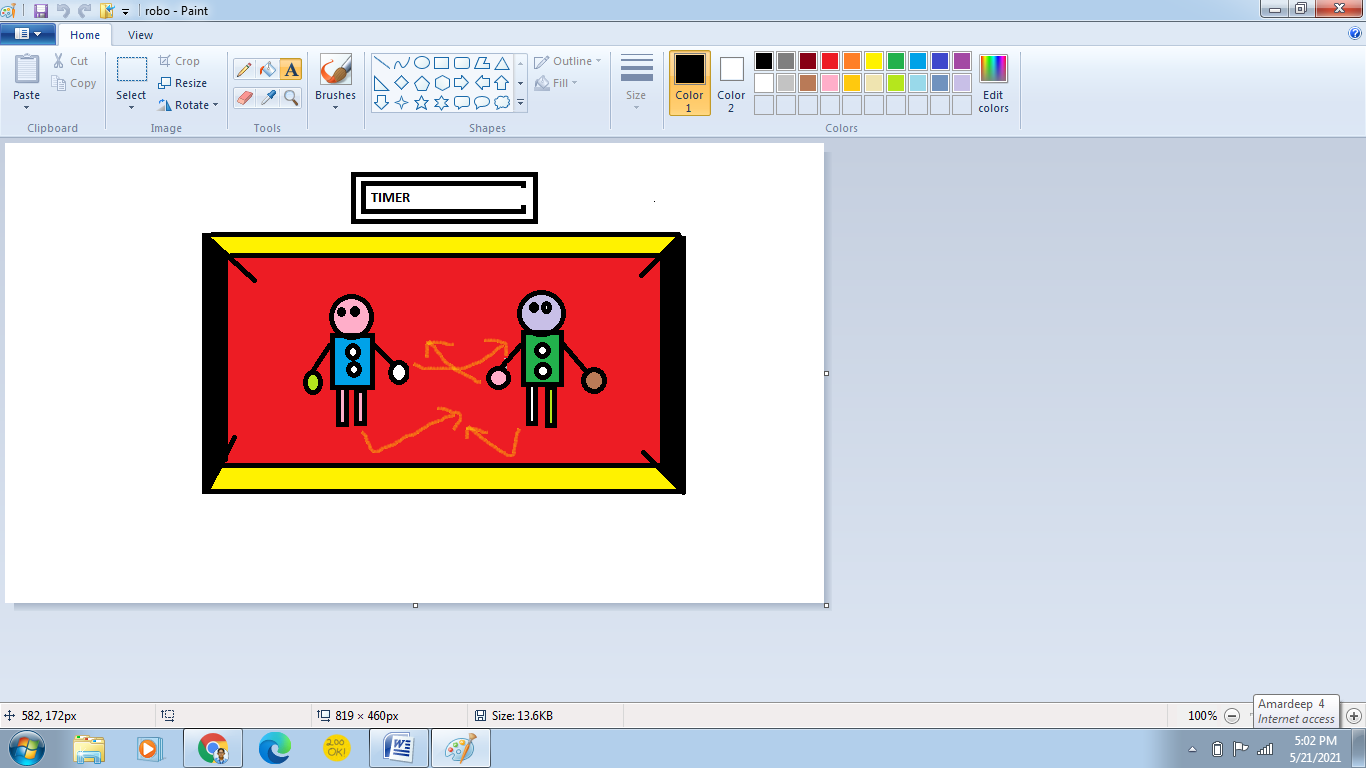 robo - Paint
Home View
Paste
Cut
Copy
Clipboard
Select
Crop
Resize
Rotate
Image
A
Tools
Brushes
Outline
Fill
Shapes
Size
Color
1
Color
2
Edit
colors
Colors
TIMER
582, 172px
819 × 460px
Size: 13.6KB
100%
Amardeep 4
Internet access
200
OK!
W
5:02 PM
5/21/2021